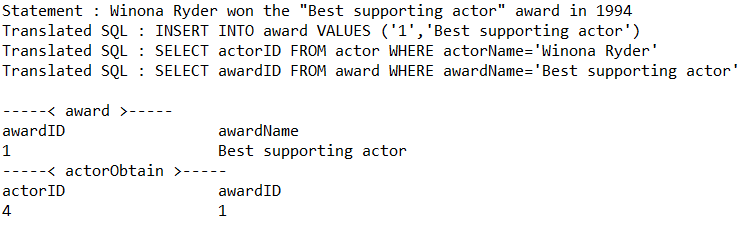 Statement : Winona Ryder won the "Best supporting actor" award in 1994
Translated SQL : INSERT INTO award VALUES ('1','Best supporting actor')
Translated SQL : SELECT actorID FROM actor WHERE actorName='Winona Ryder'
Translated SQL : SELECT awardID FROM award WHERE awardName='Best supporting actor'
-----< award >-----
awardID awardName
1 Best supporting actor
-----< actorObtain >-----
actorID awardID
4 1